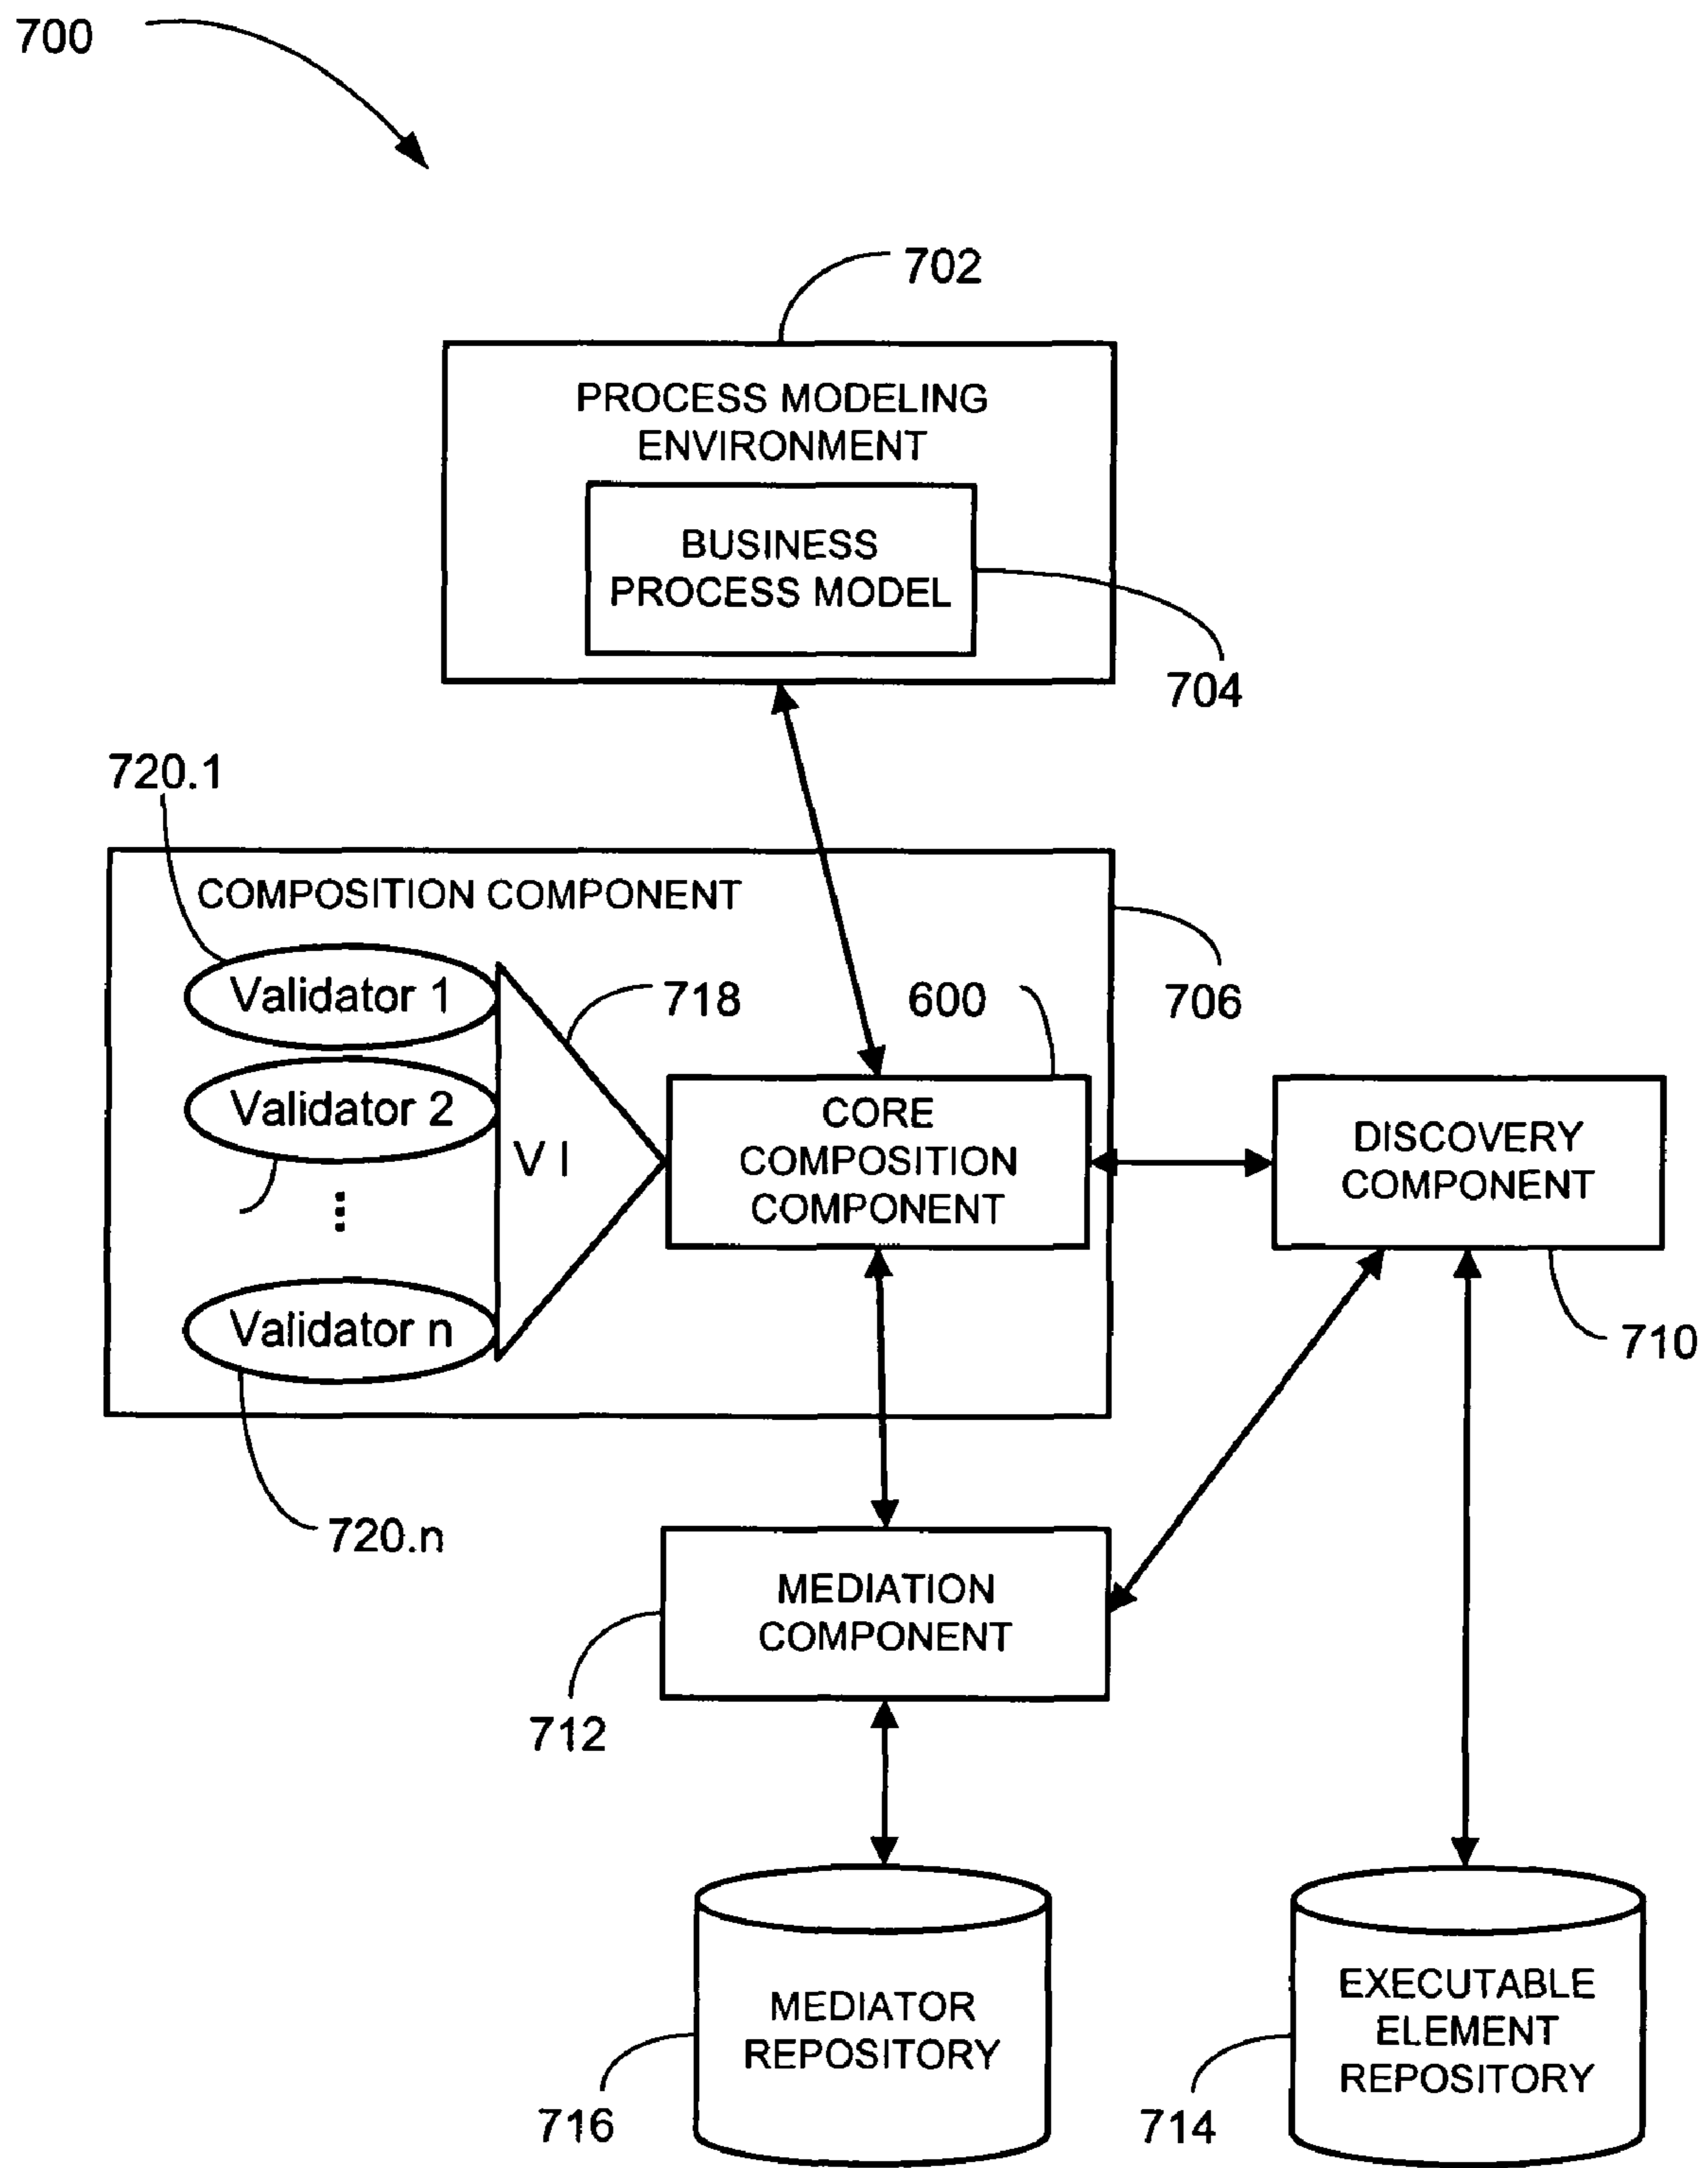 700
702
PROCESS MODELING
ENVIRONMENT
BUSINESS
PROCESS MODEL
704
720.1
COMPOSITION COMPONENT
Validator 1
718
600
706
Validator 2
V I
CORE
COMPOSITION
COMPONENT
DISCOVERY
COMPONENT
Validator n
710
720.n
MEDIATION
COMPONENT
712
MEDIATOR
REPOSITORY
EXECUTABLE
ELEMENT
REPOSITORY
716
714